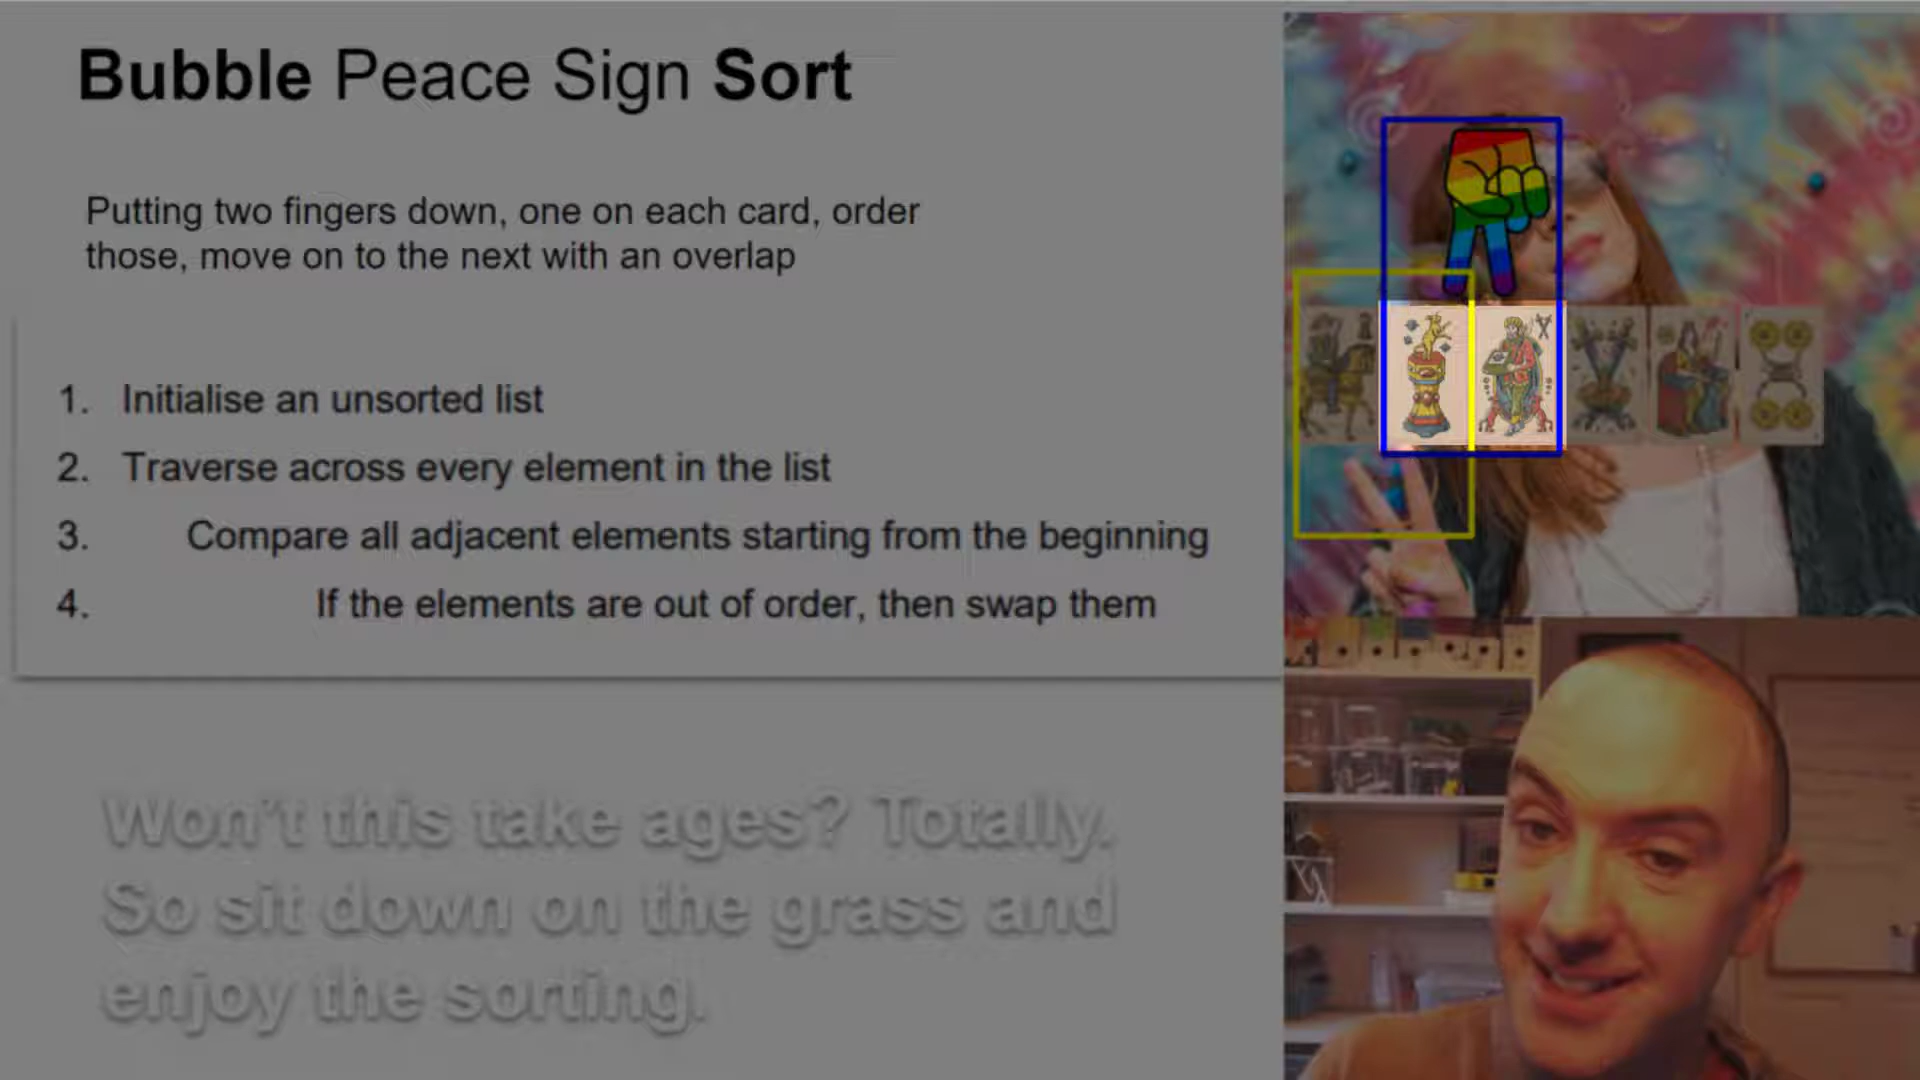 Bubble Peace Sign Sort
Putting two fingers down, one on each card, order
those, move on to the next with an overlap
1. Initialise an unsorted list
2. Traverse across every element in the list
3. Compare all adjacent elements starting from the beginning
4. If the elements are out of order, then swap them
Won't this take ages? Totally.
So sit down on the grass and
enjoy the sorting.